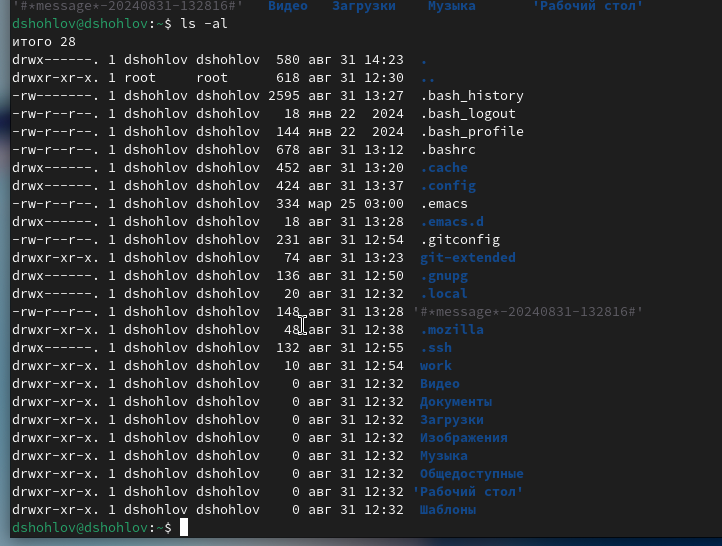 '#*message*-20240831-132816#' Видео Загрузки Музыка 'Рабочий стол'
dshohlov@dshohlov:~$ ls -al
итого 28
drwx------. 1 dshohlov dshohlov 580 авг 31 14:23 .
drwxr-xr-x. 1 root root 618 авг 31 12:30 ..
-rw-------. 1 dshohlov dshohlov 2595 авг 31 13:27 .bash_history
-rw-r--r--. 1 dshohlov dshohlov 18 янв 22 2024 .bash_logout
-rw-r--r--. 1 dshohlov dshohlov 144 янв 22 2024 .bash_profile
-rw-r--r--. 1 dshohlov dshohlov 678 авг 31 13:12 .bashrc
drwx------. 1 dshohlov dshohlov 452 авг 31 13:20 .cache
drwx------. 1 dshohlov dshohlov 424 авг 31 13:37 .config
-rw-r--r--. 1 dshohlov dshohlov 334 мар 25 03:00 .emacs
drwx------. 1 dshohlov dshohlov 18 авг 31 13:28 .emacs.d
-rw-r--r--. 1 dshohlov dshohlov 231 авг 31 12:54 .gitconfig
drwxr-xr-x. 1 dshohlov dshohlov 74 авг 31 13:23 git-extended
drwx------. 1 dshohlov dshohlov 136 авг 31 12:50 .gnupg
drwx------. 1 dshohlov dshohlov 20 авг 31 12:32 .local
-rw-r--r--. 1 dshohlov dshohlov 148 авг 31 13:28 '#*message*-20240831-132816#'
drwxr-xr-x. 1 dshohlov dshohlov 48 авг 31 12:38 .mozilla
drwx------. 1 dshohlov dshohlov 132 авг 31 12:55 .ssh
drwxr-xr-x. 1 dshohlov dshohlov 10 авг 31 12:54 work
drwxr-xr-x. 1 dshohlov dshohlov 0 авг 31 12:32 Видео
drwxr-xr-x. 1 dshohlov dshohlov 0 авг 31 12:32 Документы
drwxr-xr-x. 1 dshohlov dshohlov 0 авг 31 12:32 Загрузки
drwxr-xr-x. 1 dshohlov dshohlov 0 авг 31 12:32 Изображения
drwxr-xr-x. 1 dshohlov dshohlov 0 авг 31 12:32 Музыка
drwxr-xr-x. 1 dshohlov dshohlov 0 авг 31 12:32 Общедоступные
drwxr-xr-x. 1 dshohlov dshohlov 0 авг 31 12:32 'Рабочий стол'
drwxr-xr-x. 1 dshohlov dshohlov 0 авг 31 12:32 Шаблоны
dshohlov@dshohlov:~$